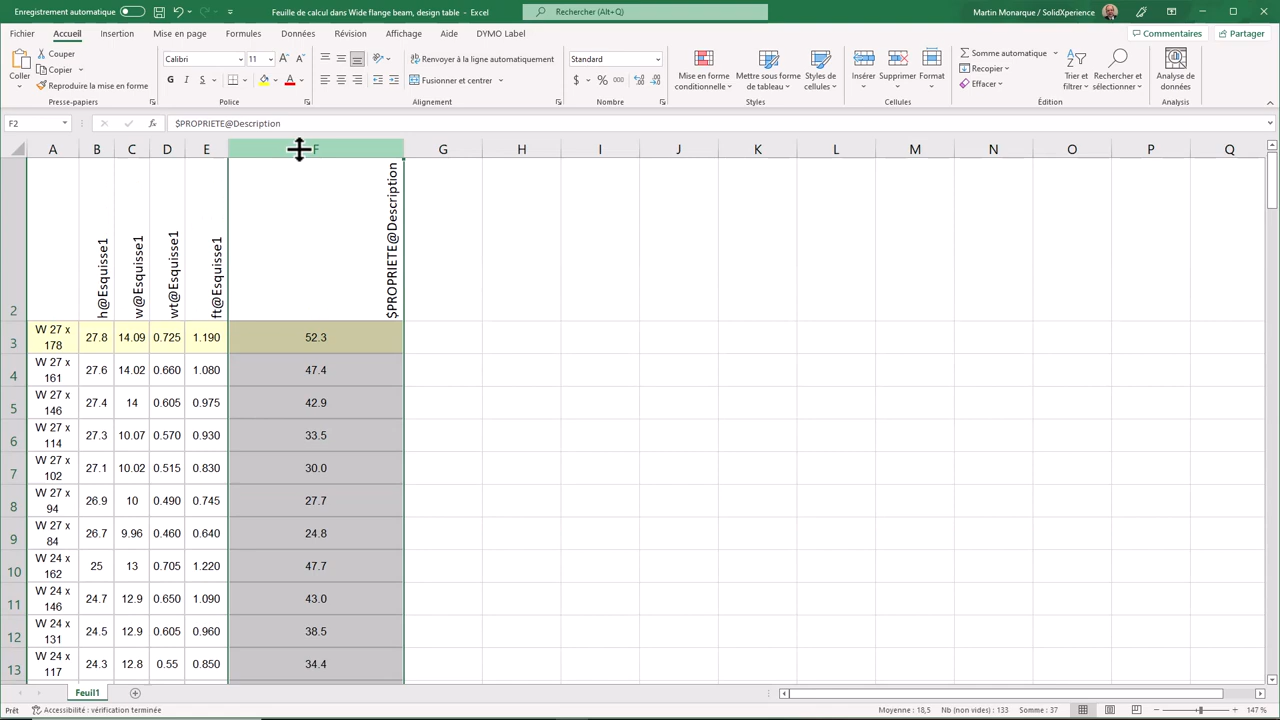 Enregistrement automatique
Feuille de calcul dans Wide flange beam, design table - Excel
Rechercher (Alt+Q)
Martin Monarque / SolidXperience
Fichier Accueil Insertion Mise en page Formules Données Révision Affichage Aide DYMO Label
Commentaires Partager
Coller
Couper
Copier
Reproduire la mise en forme
Calibri 11
G I S
Renvoyer à la ligne automatiquement
Fusionner et centrer
Standard
$ % 000
Mise en forme conditionnelle
Mettre sous forme de tableau
Styles de cellules
Insérer Supprimer Format
Somme automatique
Recopier
Effacer
Trier et filtrer
Rechercher et sélectionner
Analyse de données
Presse-papiers Police Alignement Nombre Styles Cellules Édition Analysis
F2 fx $PROPRIETE@Description
A B C D E F G H I J K L M N O P Q
2 h@Esquisse1 w@Esquisse1 wt@Esquisse1 ft@Esquisse1 $PROPRIETE@Description
3 W 27 x 178 27.8 14.09 0.725 1.190 52.3
4 W 27 x 161 27.6 14.02 0.660 1.080 47.4
5 W 27 x 146 27.4 14 0.605 0.975 42.9
6 W 27 x 114 27.3 10.07 0.570 0.930 33.5
7 W 27 x 102 27.1 10.02 0.515 0.830 30.0
8 W 27 x 94 26.9 10 0.490 0.745 27.7
9 W 27 x 84 26.7 9.96 0.460 0.640 24.8
10 W 24 x 162 25 13 0.705 1.220 47.7
11 W 24 x 146 24.7 12.9 0.650 1.090 43.0
12 W 24 x 131 24.5 12.9 0.605 0.960 38.5
13 W 24 x 117 24.3 12.8 0.55 0.850 34.4
Feuil1
Prêt Accessibilité : vérification terminée Moyenne : 18,5 Nb (non vides) : 133 Somme : 37 147 %